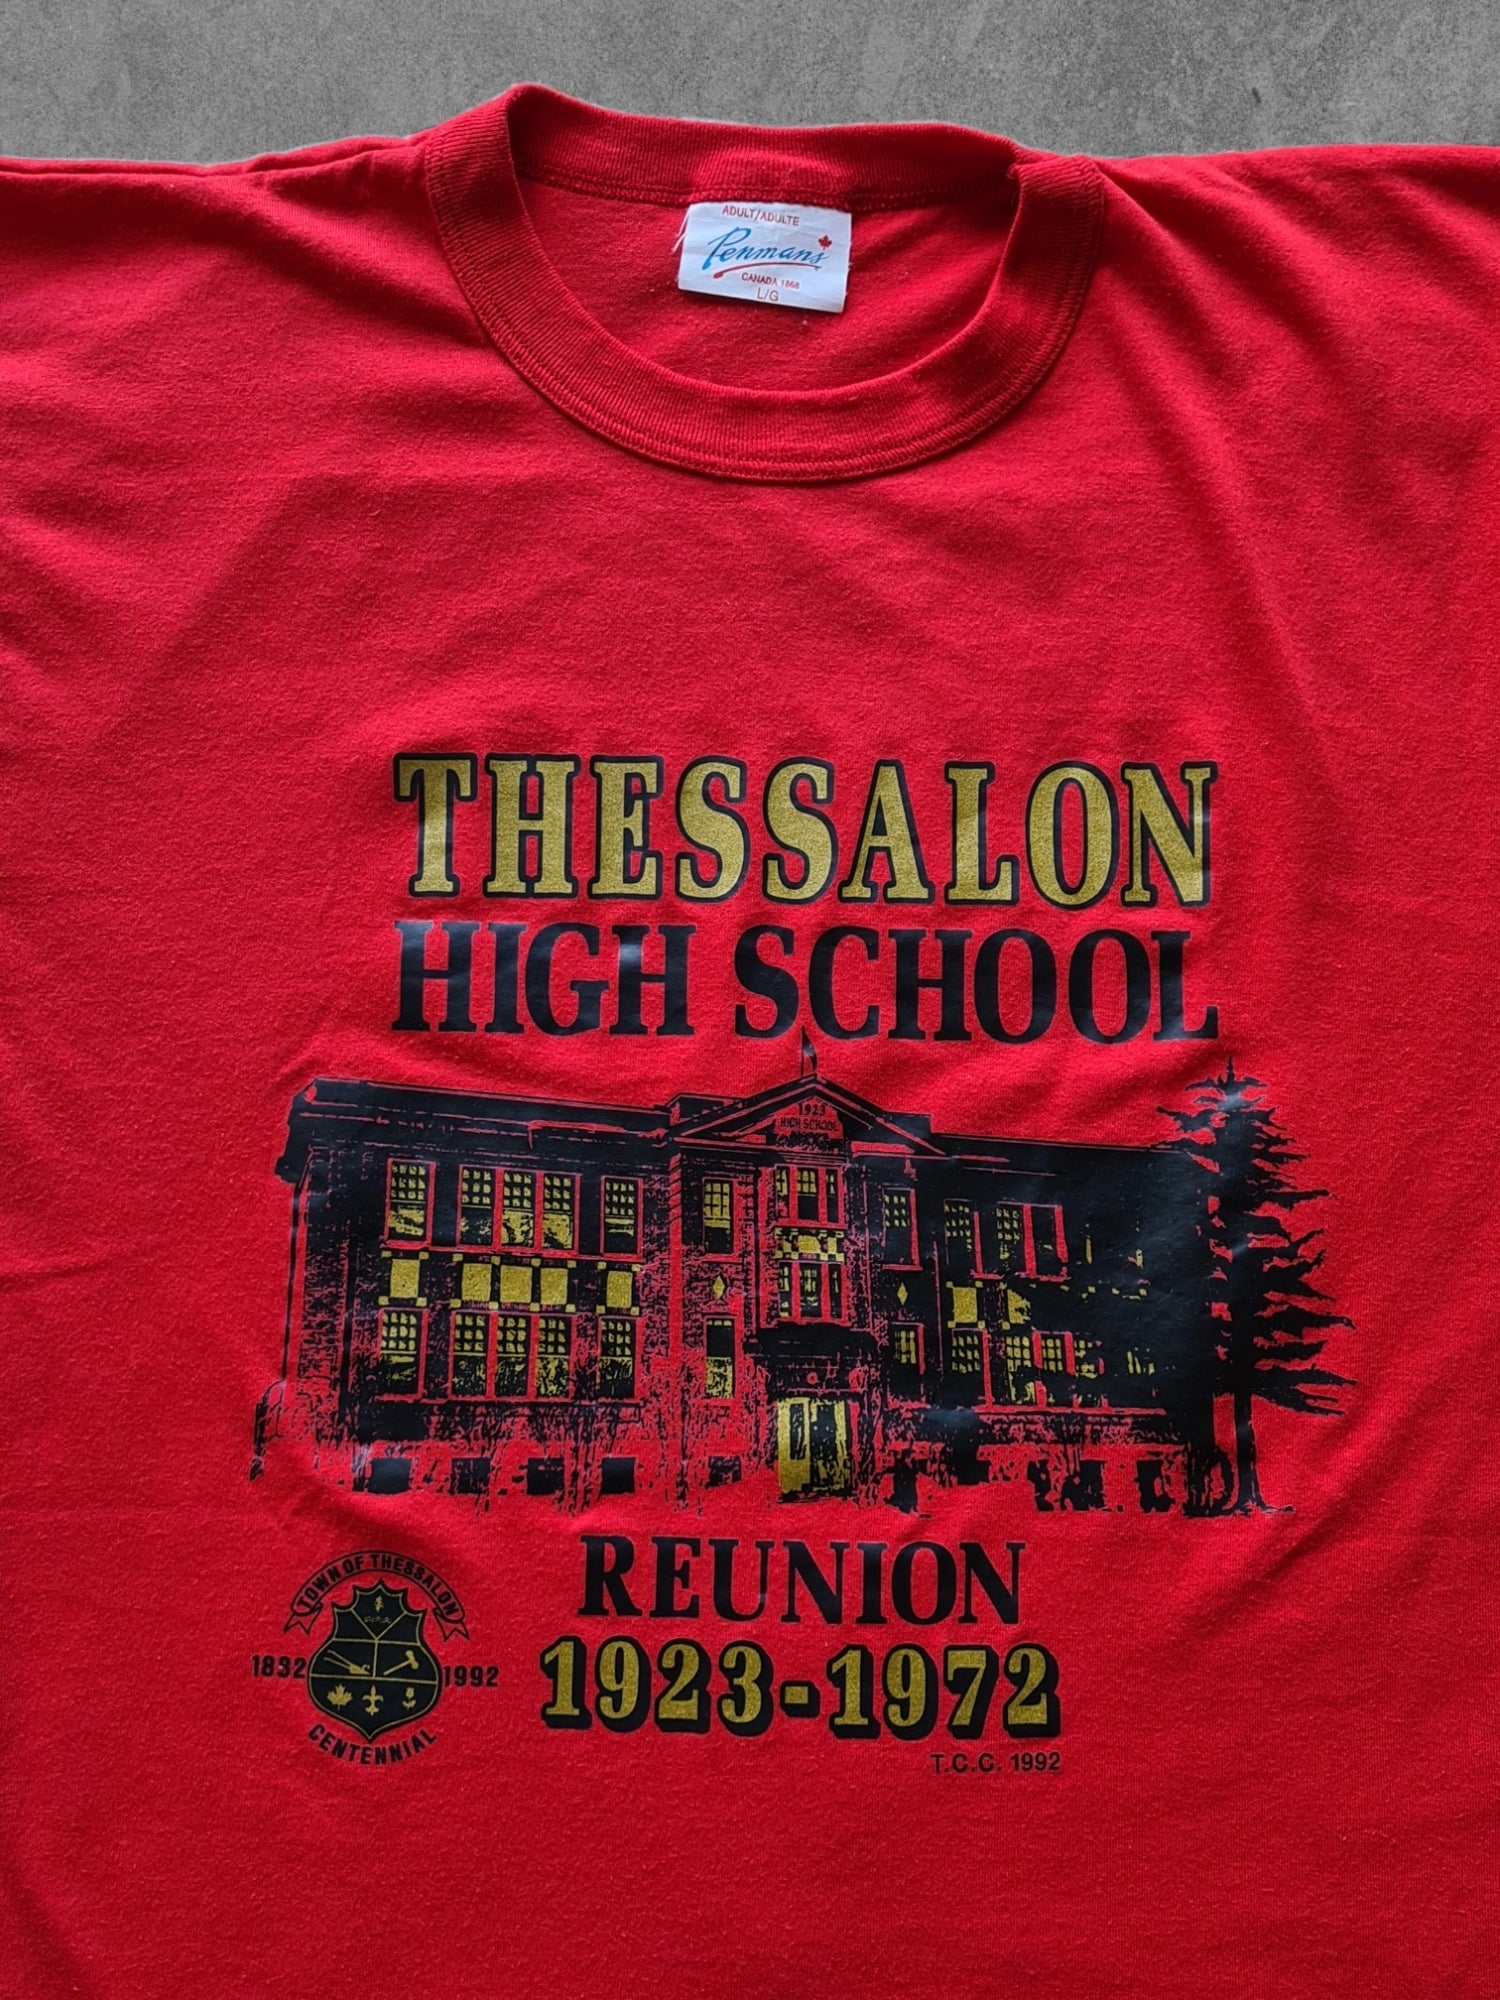 ADULT/ADULTE
Penmans
CANADA 1868
L/G
THESSALON
HIGH SCHOOL
1923
HIGH SCHOOL
REUNION
1923-1972
T.C.C. 1992
TOWN OF THESSALON
1832 1992
CENTENNIAL